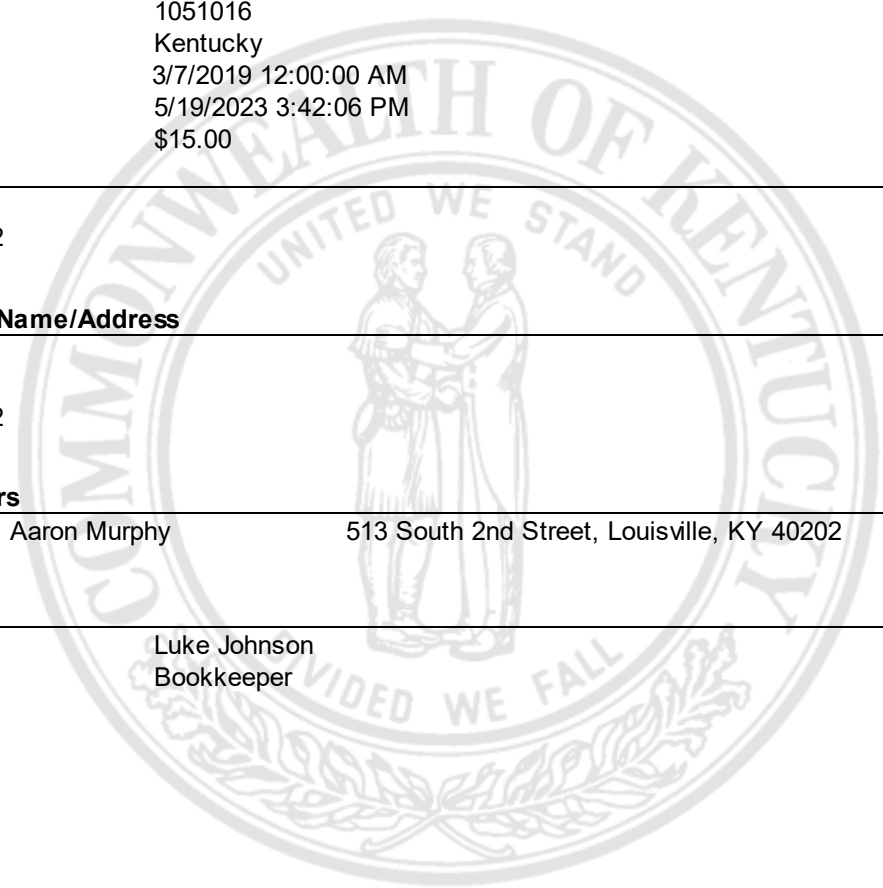 1051016
Kentucky
3/7/2019 12:00:00 AM
5/19/2023 3:42:06 PM
$15.00
2
Name/Address
2
rs
Aaron Murphy 513 South 2nd Street, Louisville, KY 40202
Luke Johnson
Bookkeeper
COMMONWEALTH OF KENTUCKY
UNITED WE STAND
DIVIDED WE FALL